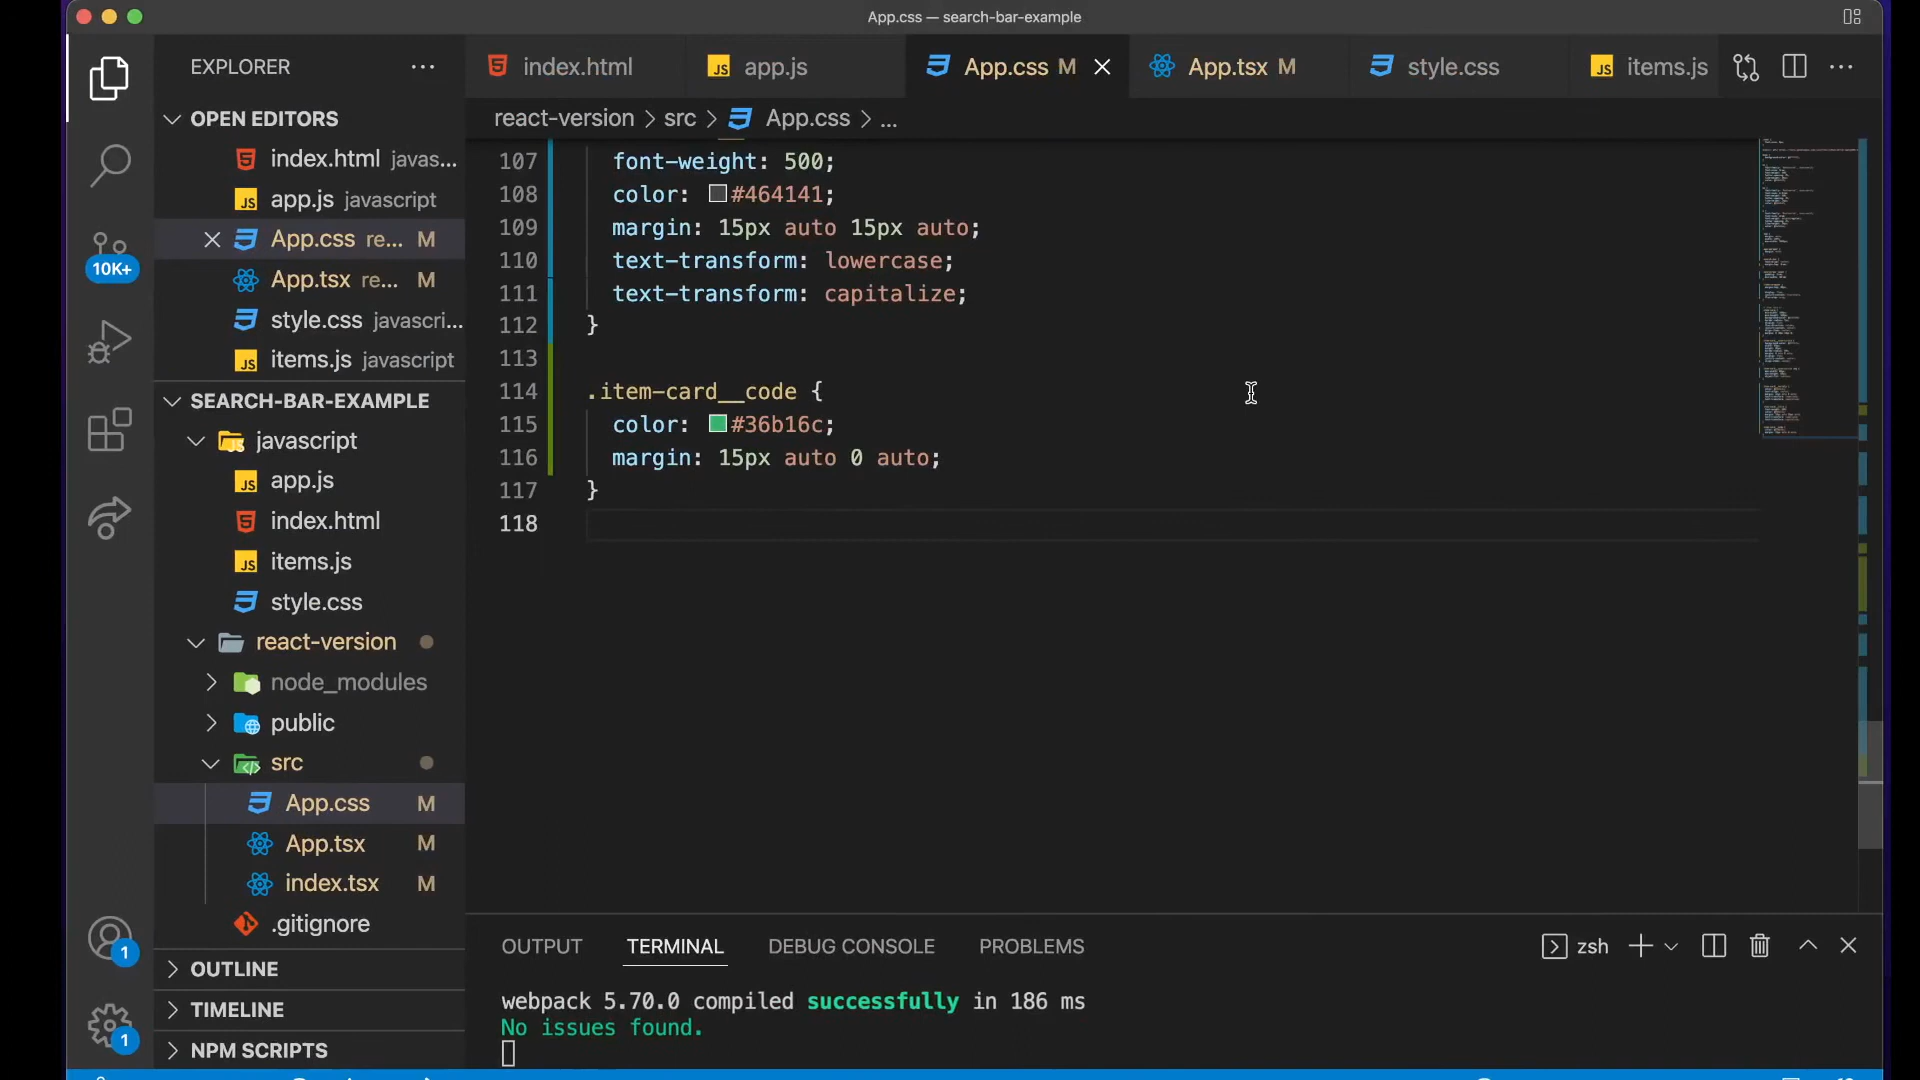 App.css — search-bar-example
EXPLORER
index.html
app.js
App.css M
App.tsx M
style.css
items.js
OPEN EDITORS
react-version > src > App.css > ...
index.html javas...
app.js javascript
App.css re... M
App.tsx re... M
style.css javascri...
items.js javascript
SEARCH-BAR-EXAMPLE
javascript
app.js
index.html
items.js
style.css
react-version
node_modules
public
src
App.css M
App.tsx M
index.tsx M
.gitignore
OUTLINE
TIMELINE
NPM SCRIPTS
10K+
1
1
107 font-weight: 500;
108 color: #464141;
109 margin: 15px auto 15px auto;
110 text-transform: lowercase;
111 text-transform: capitalize;
112 }
113
114 .item-card__code {
115 color: #36b16c;
116 margin: 15px auto 0 auto;
117 }
118
OUTPUT TERMINAL DEBUG CONSOLE PROBLEMS
zsh
webpack 5.70.0 compiled successfully in 186 ms
No issues found.